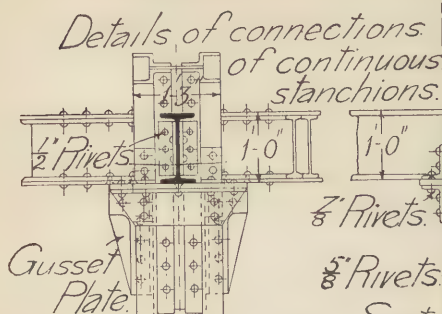 Details of connections
of continuous
stanchions.
1'-3"
1/2" Rivets.
1'-0"
1'-0"
7/8" Rivets.
Gusset
Plate.
5/8" Rivets.